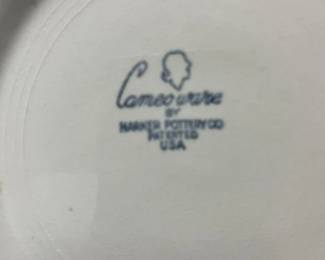 Cameoware
BY
HARKER POTTERY CO
PATENTED
USA